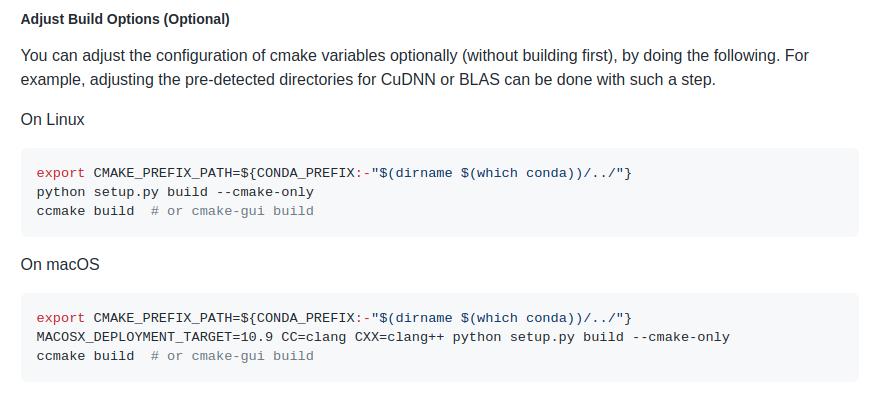 Adjust Build Options (Optional)
You can adjust the configuration of cmake variables optionally (without building first), by doing the following. For
example, adjusting the pre-detected directories for CuDNN or BLAS can be done with such a step.
On Linux
export CMAKE_PREFIX_PATH=${CONDA_PREFIX:-"$(dirname $(which conda))/../"}
python setup.py build --cmake-only
ccmake build  # or cmake-gui build
On macOS
export CMAKE_PREFIX_PATH=${CONDA_PREFIX:-"$(dirname $(which conda))/../"}
MACOSX_DEPLOYMENT_TARGET=10.9 CC=clang CXX=clang++ python setup.py build --cmake-only
ccmake build  # or cmake-gui build